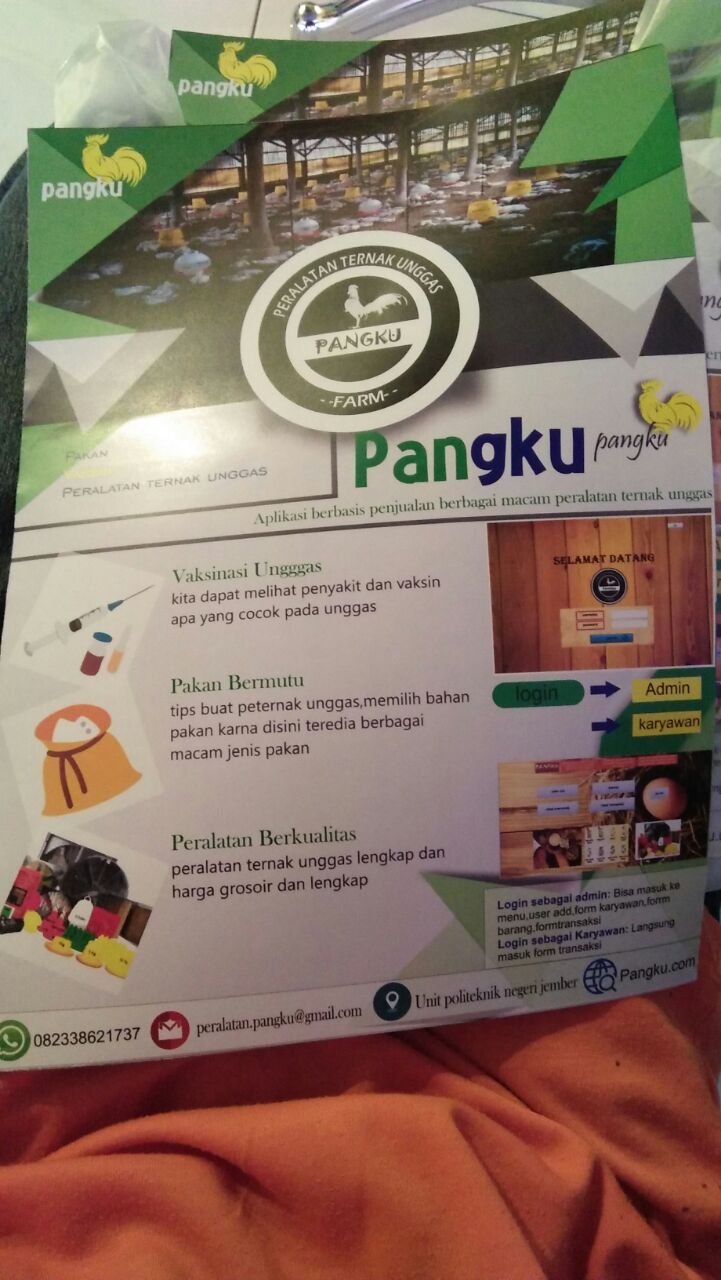 pangku
pangku
PERALATAN TERNAK UNGGAS
PANGKU
--FARM--
PAKAN
PERALATAN TERNAK UNGGAS
Pangku
pangku
Aplikasi berbasis penjualan berbagai macam peralatan ternak unggas
Vaksinasi Ungggas
kita dapat melihat penyakit dan vaksin
apa yang cocok pada unggas
SELAMAT DATANG
Pakan Bermutu
tips buat peternak unggas,memilih bahan
pakan karna disini teredia berbagai
macam jenis pakan
login
Admin
karyawan
Peralatan Berkualitas
peralatan ternak unggas lengkap dan
harga grosoir dan lengkap
Login sebagai admin: Bisa masuk ke
menu,user add,form karyawan,form
barang,formtransaksi
Login sebagai Karyawan: Langsung
masuk form transaksi
082338621737
peralatan.pangku@gmail.com
Unit politeknik negeri jember
Pangku.com